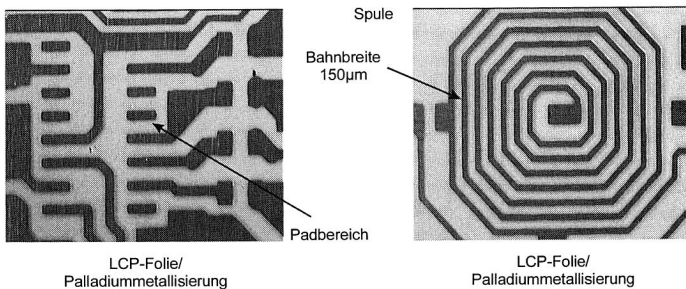 Spule
Bahnbreite
150µm
Padbereich
LCP-Folie/
Palladiummetallisierung
LCP-Folie/
Palladiummetallisierung